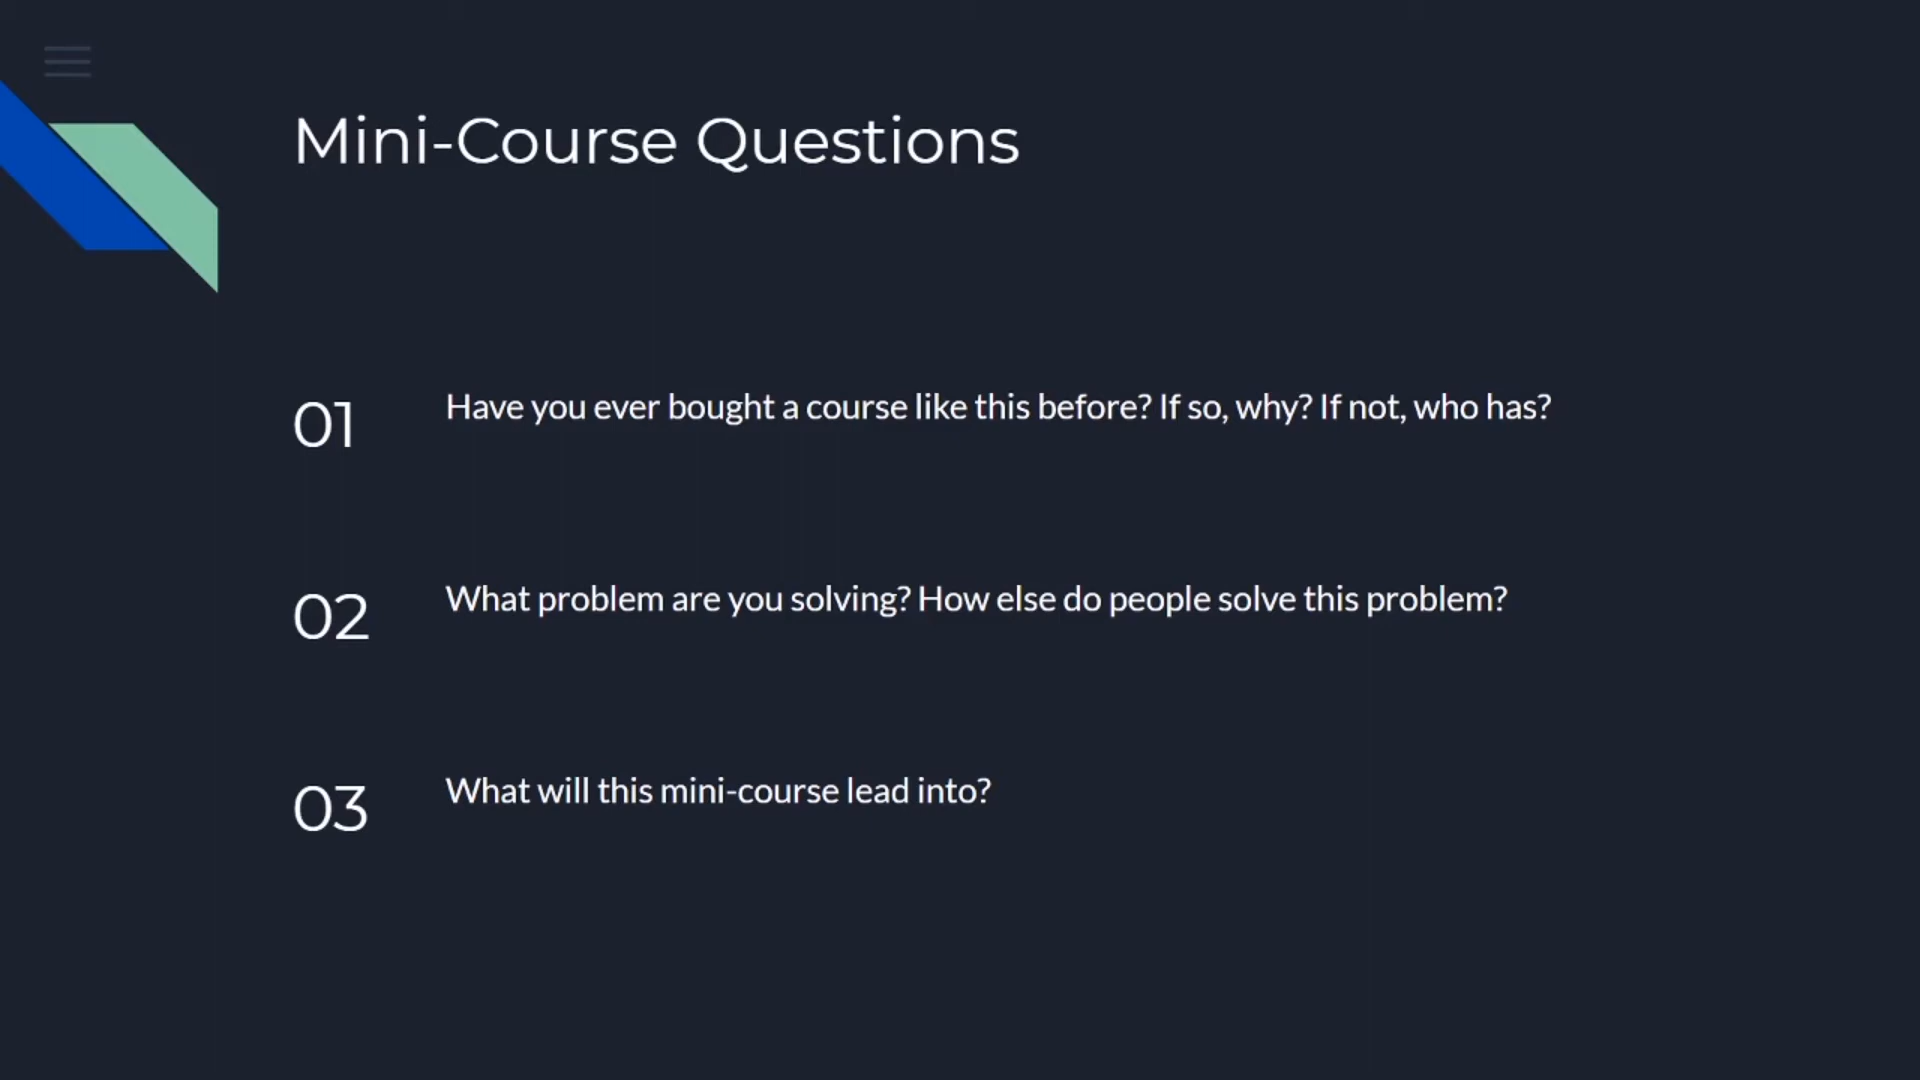 Mini-Course Questions
01
Have you ever bought a course like this before? If so, why? If not, who has?
02
What problem are you solving? How else do people solve this problem?
03
What will this mini-course lead into?